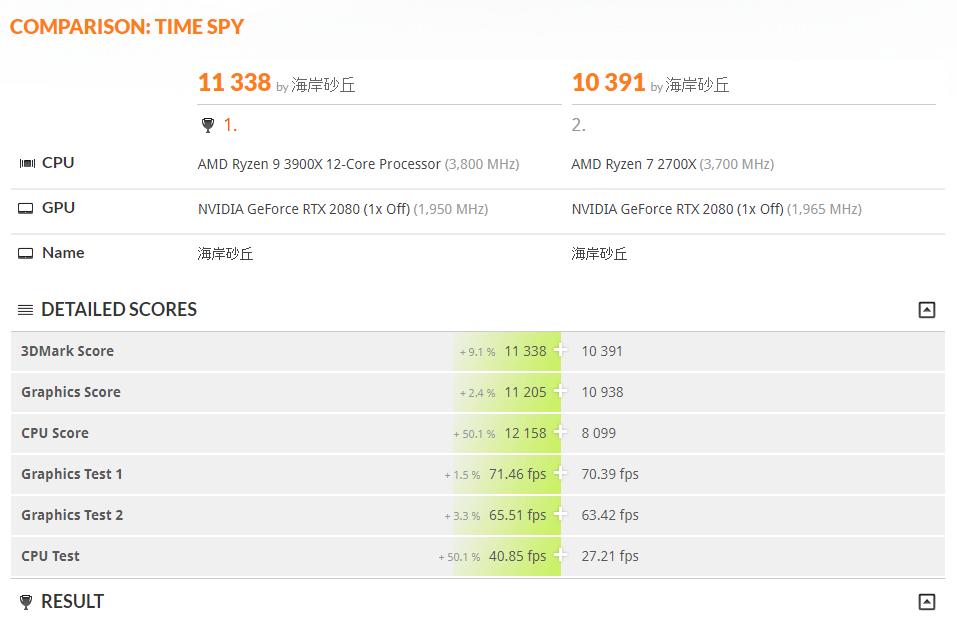 COMPARISON: TIME SPY
11 338 by 海岸砂丘 10 391 by 海岸砂丘
1. 2.
CPU AMD Ryzen 9 3900X 12-Core Processor (3,800 MHz) AMD Ryzen 7 2700X (3,700 MHz)
GPU NVIDIA GeForce RTX 2080 (1x Off) (1,950 MHz) NVIDIA GeForce RTX 2080 (1x Off) (1,965 MHz)
Name 海岸砂丘 海岸砂丘
DETAILED SCORES
3DMark Score + 9.1 % 11 338 10 391
Graphics Score + 2.4 % 11 205 10 938
CPU Score + 50.1 % 12 158 8 099
Graphics Test 1 + 1.5 % 71.46 fps 70.39 fps
Graphics Test 2 + 3.3 % 65.51 fps 63.42 fps
CPU Test + 50.1 % 40.85 fps 27.21 fps
RESULT